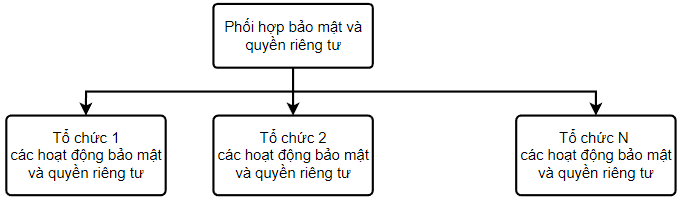 Phối hợp bảo mật và
quyền riêng tư
Tổ chức 1
các hoạt động bảo mật
và quyền riêng tư
Tổ chức 2
các hoạt động bảo mật
và quyền riêng tư
Tổ chức N
các hoạt động bảo mật
và quyền riêng tư